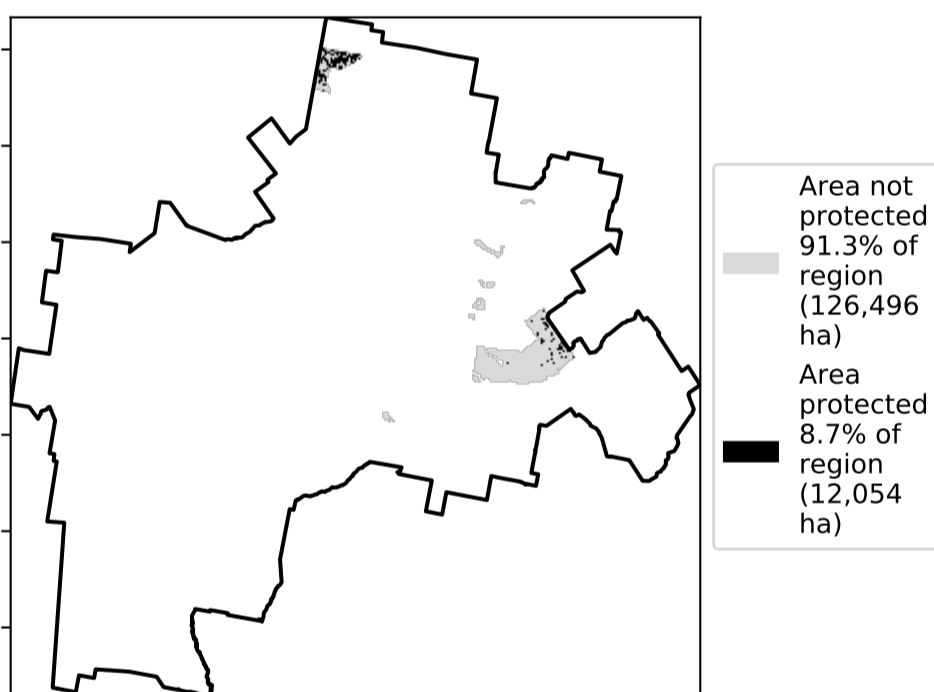 Area not
protected
91.3% of
region
(126,496
ha)
Area
protected
8.7% of
region
(12,054
ha)